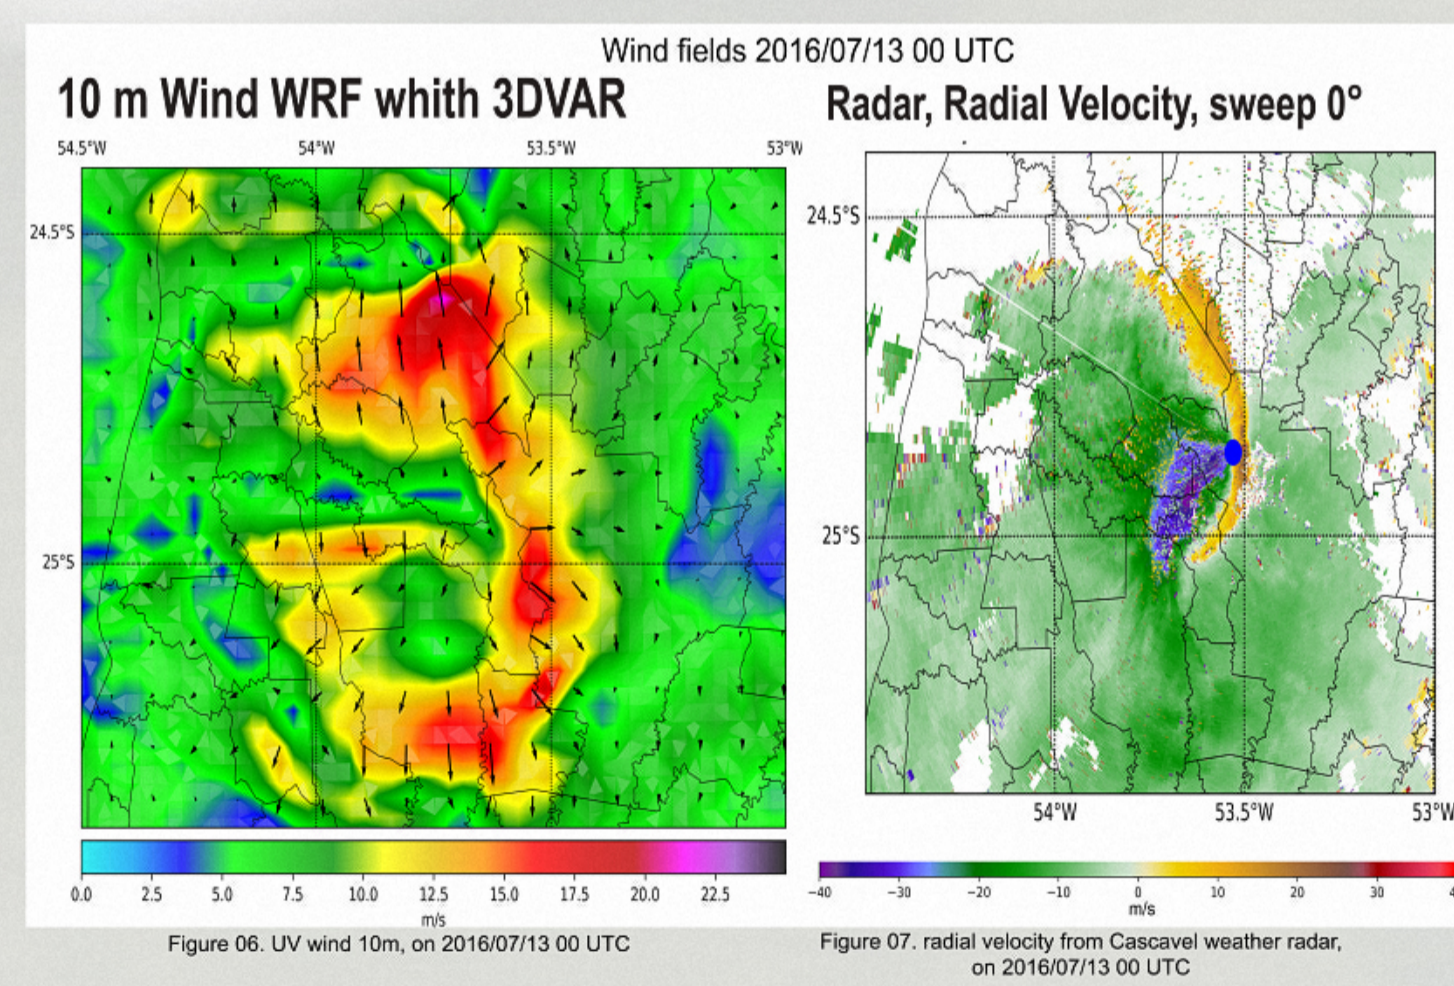 Wind fields 2016/07/13 00 UTC
10 m Wind WRF whith 3DVAR
Radar, Radial Velocity, sweep 0°
54.5°W 54°W 53.5°W 53°W
24.5°S
25°S
24.5°S
25°S
54°W 53.5°W 53°W
0.0 2.5 5.0 7.5 10.0 12.5 15.0 17.5 20.0 22.5
m/s
−40 −30 −20 −10 0 10 20 30 4
m/s
Figure 06. UV wind 10m, on 2016/07/13 00 UTC
Figure 07. radial velocity from Cascavel weather radar,
on 2016/07/13 00 UTC